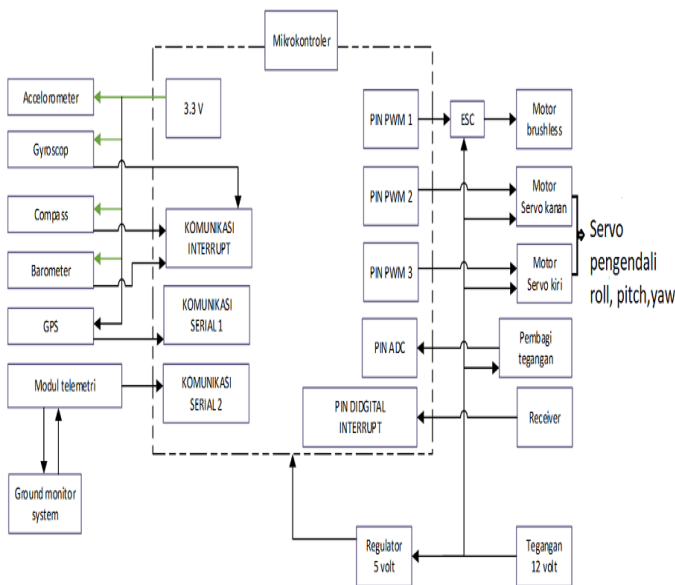 Mikrokontroler
Accelorometer
3.3 V
PIN PWM 1
ESC
Motor
brushless
Gyroscop
PIN PWM 2
Motor
Servo kanan
Compass
KOMUNIKASI
INTERRUPT
Servo
pengendali
roll, pitch,yaw
Barometer
PIN PWM 3
Motor
Servo kiri
GPS
KOMUNIKASI
SERIAL 1
PIN ADC
Pembagi
tegangan
Modul telemetri
KOMUNIKASI
SERIAL 2
PIN DIDGITAL
INTERRUPT
Receiver
Ground monitor
system
Regulator
5 volt
Tegangan
12 volt